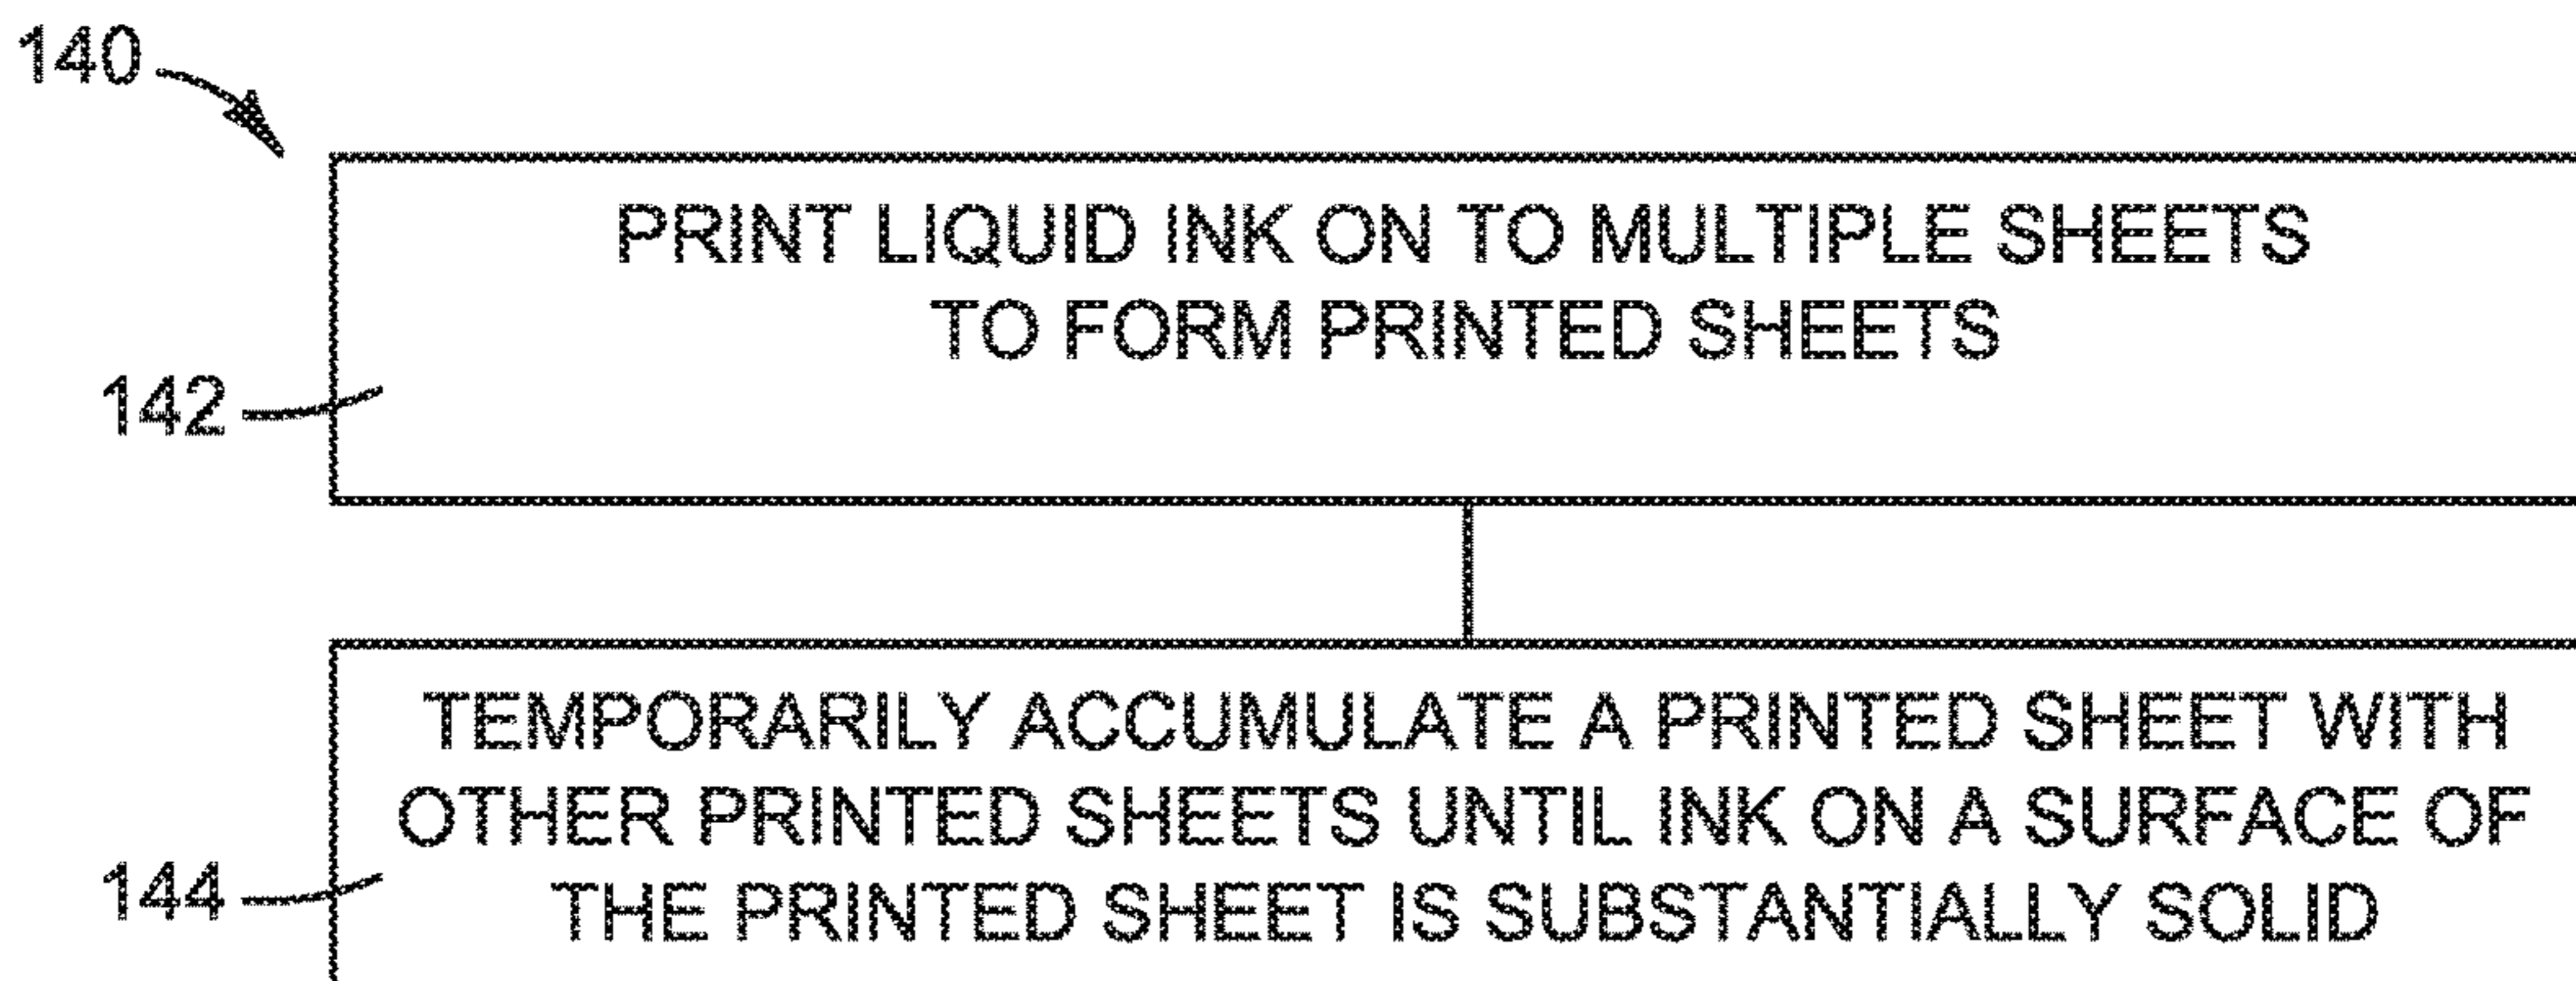 140
PRINT LIQUID INK ON TO MULTIPLE SHEETS
TO FORM PRINTED SHEETS
142
TEMPORARILY ACCUMULATE A PRINTED SHEET WITH
OTHER PRINTED SHEETS UNTIL INK ON A SURFACE OF
144
THE PRINTED SHEET IS SUBSTANTIALLY SOLID